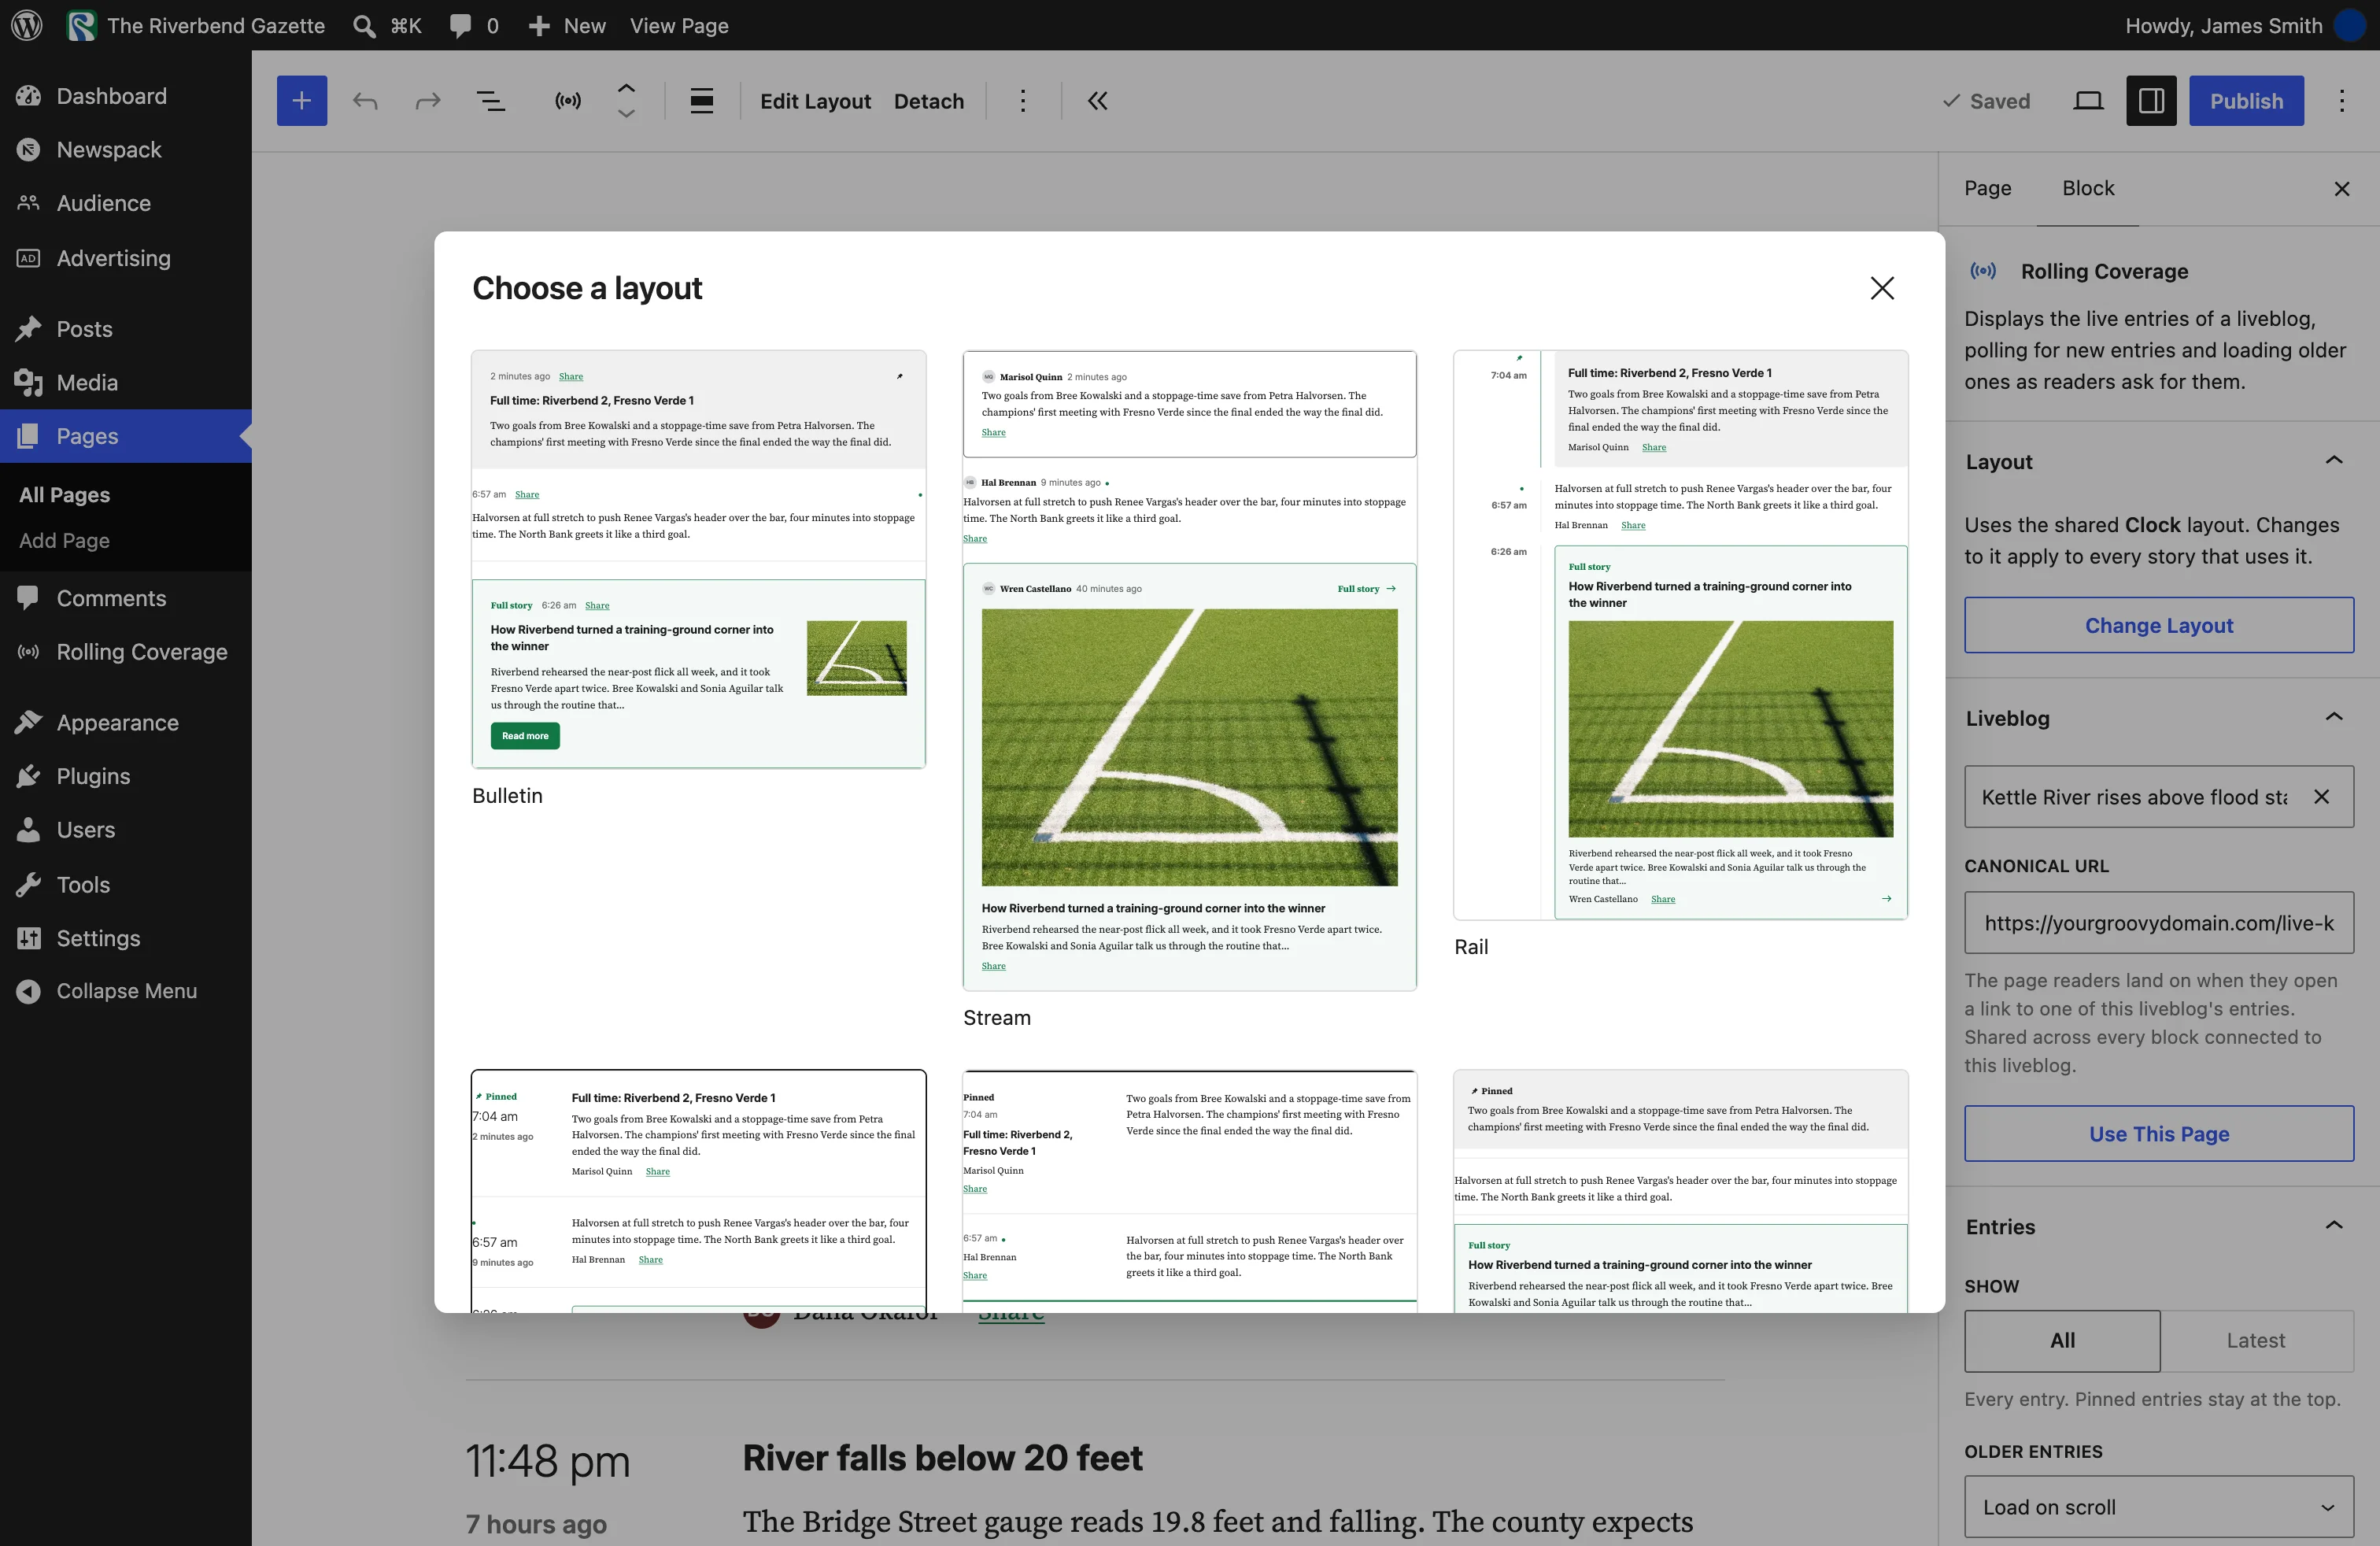 The Riverbend Gazette
⌘K
0
New
View Page
Howdy, James Smith
Dashboard
Newspack
Audience
AD
Advertising
Posts
Media
Pages
All Pages
Add Page
Comments
Rolling Coverage
Appearance
Plugins
Users
Tools
Settings
Collapse Menu
Edit Layout
Detach
Saved
Publish
Choose a layout
2 minutes ago Share
Full time: Riverbend 2, Fresno Verde 1
Two goals from Bree Kowalski and a stoppage-time save from Petra Halvorsen. The
champions' first meeting with Fresno Verde since the final ended the way the final did.
6:57 am Share
Halvorsen at full stretch to push Renee Vargas's header over the bar, four minutes into stoppage
time. The North Bank greets it like a third goal.
Full story 6:26 am Share
How Riverbend turned a training-ground corner into
the winner
Riverbend rehearsed the near-post flick all week, and it took
Fresno Verde apart twice. Bree Kowalski and Sonia Aguilar talk
us through the routine that...
Read more
Bulletin
MQ Marisol Quinn 2 minutes ago
Two goals from Bree Kowalski and a stoppage-time save from Petra Halvorsen. The
champions' first meeting with Fresno Verde since the final ended the way the final did.
Share
HB Hal Brennan 9 minutes ago
Halvorsen at full stretch to push Renee Vargas's header over the bar, four minutes into stoppage
time. The North Bank greets it like a third goal.
Share
WC Wren Castellano 40 minutes ago
Full story →
How Riverbend turned a training-ground corner into the winner
Riverbend rehearsed the near-post flick all week, and it took Fresno Verde apart twice.
Bree Kowalski and Sonia Aguilar talk us through the routine that...
Share
Stream
7:04 am
Full time: Riverbend 2, Fresno Verde 1
Two goals from Bree Kowalski and a stoppage-time save from Petra
Halvorsen. The champions' first meeting with Fresno Verde since the
final ended the way the final did.
Marisol Quinn Share
6:57 am
Halvorsen at full stretch to push Renee Vargas's header over the bar, four
minutes into stoppage time. The North Bank greets it like a third goal.
Hal Brennan Share
6:26 am
Full story
How Riverbend turned a training-ground corner into
the winner
Riverbend rehearsed the near-post flick all week, and it took Fresno
Verde apart twice. Bree Kowalski and Sonia Aguilar talk us through the
routine that...
Wren Castellano Share →
Rail
Pinned
7:04 am
2 minutes ago
Full time: Riverbend 2, Fresno Verde 1
Two goals from Bree Kowalski and a stoppage-time save from Petra
Halvorsen. The champions' first meeting with Fresno Verde since the final
ended the way the final did.
Marisol Quinn Share
6:57 am
9 minutes ago
Halvorsen at full stretch to push Renee Vargas's header over the bar, four
minutes into stoppage time. The North Bank greets it like a third goal.
Hal Brennan Share
Pinned
7:04 am
Full time: Riverbend 2,
Fresno Verde 1
Marisol Quinn
Share
Two goals from Bree Kowalski and a stoppage-time save from
Petra Halvorsen. The champions' first meeting with Fresno
Verde since the final ended the way the final did.
6:57 am
Hal Brennan
Share
Halvorsen at full stretch to push Renee Vargas's header over
the bar, four minutes into stoppage time. The North Bank
greets it like a third goal.
Pinned
Two goals from Bree Kowalski and a stoppage-time save from Petra Halvorsen. The
champions' first meeting with Fresno Verde since the final ended the way the final did.
Halvorsen at full stretch to push Renee Vargas's header over the bar, four minutes into stoppage
time. The North Bank greets it like a third goal.
Full story
How Riverbend turned a training-ground corner into the winner
Riverbend rehearsed the near-post flick all week, and it took Fresno Verde apart twice. Bree
Kowalski and Sonia Aguilar talk us through the routine that...
Dana Okafor Share
11:48 pm
7 hours ago
River falls below 20 feet
The Bridge Street gauge reads 19.8 feet and falling. The county expects
Page
Block
Rolling Coverage
Displays the live entries of a liveblog,
polling for new entries and loading older
ones as readers ask for them.
Layout
Uses the shared Clock layout. Changes
to it apply to every story that uses it.
Change Layout
Liveblog
Kettle River rises above flood sta
CANONICAL URL
https://yourgroovydomain.com/live-k
The page readers land on when they open
a link to one of this liveblog's entries.
Shared across every block connected to
this liveblog.
Use This Page
Entries
SHOW
All
Latest
Every entry. Pinned entries stay at the top.
OLDER ENTRIES
Load on scroll